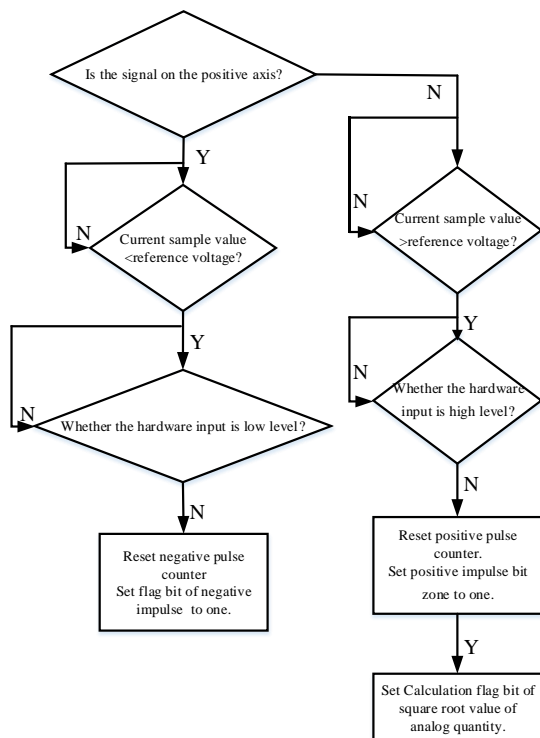 Is the signal on the positive axis?
N
Y
N
Current sample value
<reference voltage?
N
Current sample value
>reference voltage?
Y
Y
N
Whether the hardware
input is high level?
N
Whether the hardware input is low level?
N
N
Reset negative pulse
counter
Set flag bit of negative
impulse to one.
Reset positive pulse
counter.
Set positive impulse bit
zone to one.
Y
Set Calculation flag bit of
square root value of
analog quantity.